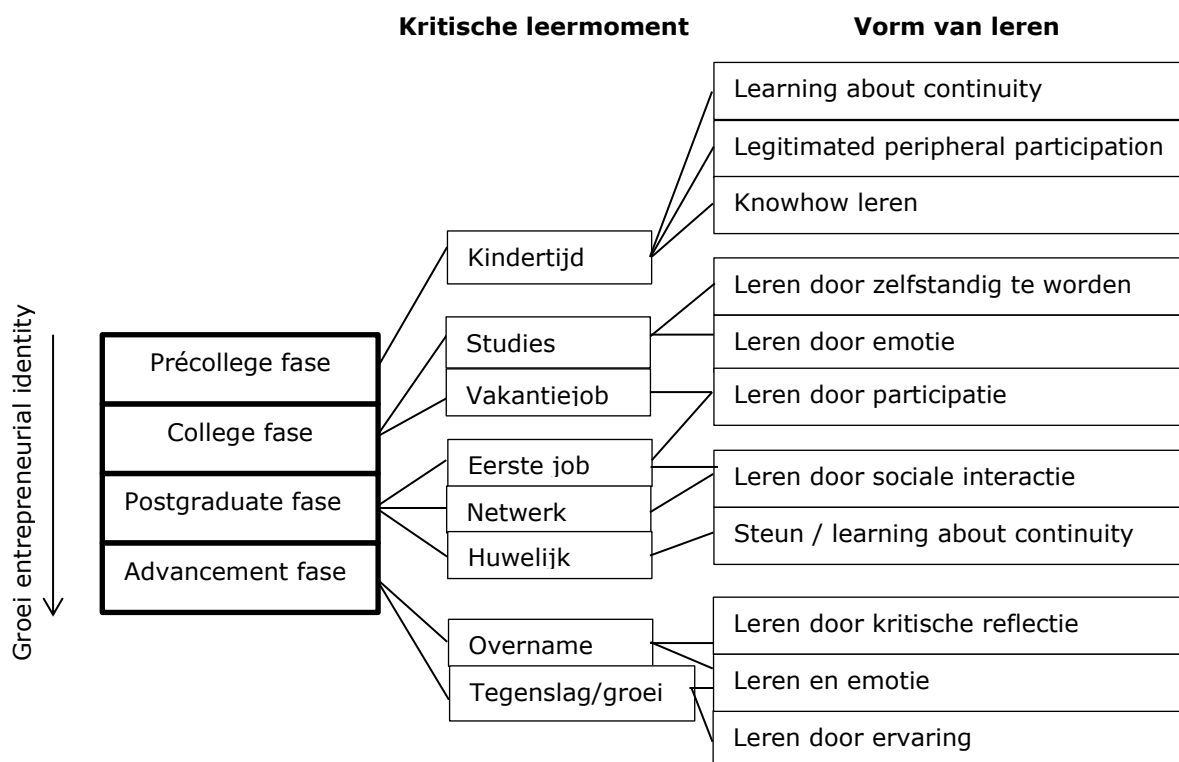 Kritische leermoment
Vorm van leren
Groei entrepreneurial identity
Précollege fase
College fase
Postgraduate fase
Advancement fase
Kindertijd
Studies
Vakantiejob
Eerste job
Netwerk
Huwelijk
Overname
Tegenslag/groei
Learning about continuity
Legitimated peripheral participation
Knowhow leren
Leren door zelfstandig te worden
Leren door emotie
Leren door participatie
Leren door sociale interactie
Steun / learning about continuity
Leren door kritische reflectie
Leren en emotie
Leren door ervaring